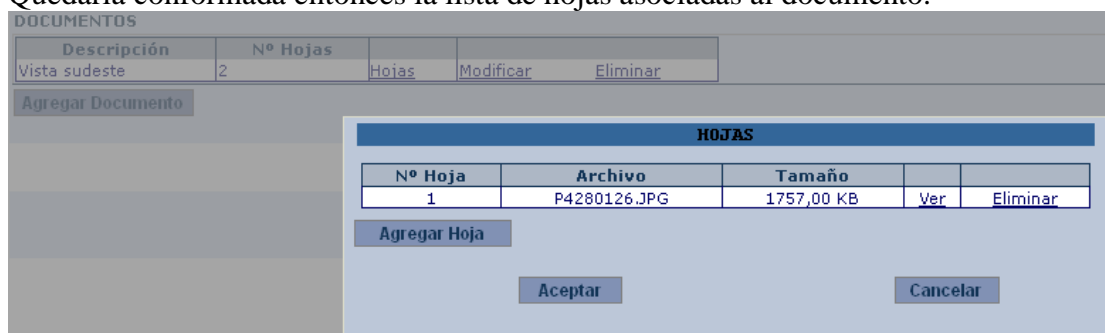 Quedaría conformada entonces la lista de hojas asociadas al documento.
DOCUMENTOS
Descripción Nº Hojas
Vista sudeste 2 Hojas Modificar Eliminar
Agregar Documento
HOJAS
Nº Hoja Archivo Tamaño
1 P4280126.JPG 1757,00 KB Ver Eliminar
Agregar Hoja
Aceptar Cancelar